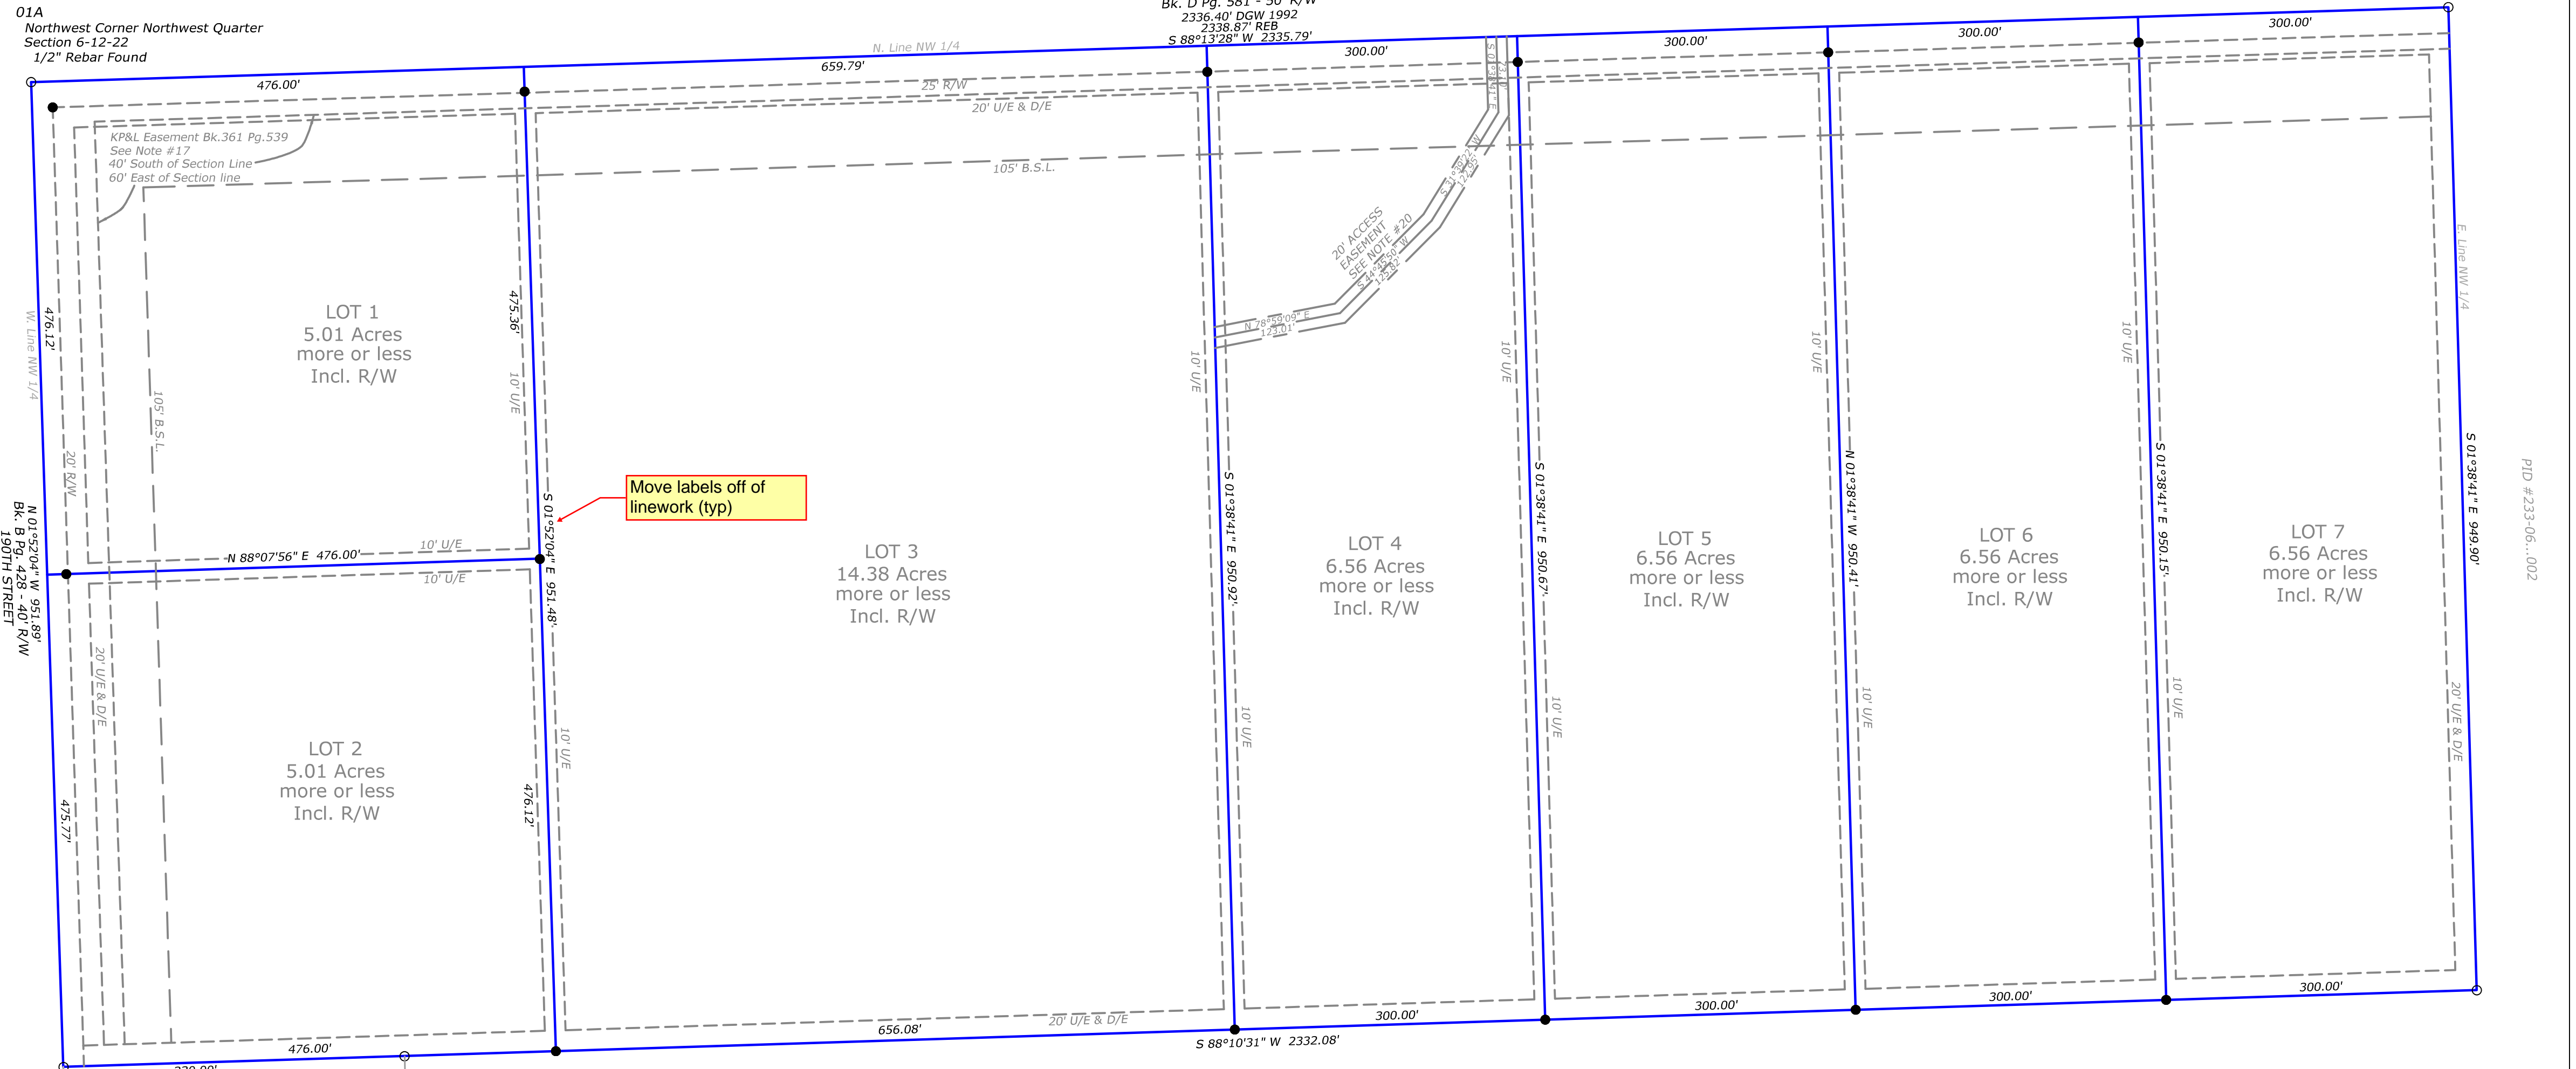 01A
Northwest Corner Northwest Quarter
Section 6-12-22
1/2" Rebar Found
Bk. D Pg. 581 - 50' R/W
2336.40' DGW 1992
2338.87' REB
S 88°13'28" W 2335.79'
N. Line NW 1/4
476.00'
659.79'
300.00'
300.00'
300.00'
300.00'
25' R/W
20' U/E & D/E
105' B.S.L.
KP&L Easement Bk.361 Pg.539
See Note #17
40' South of Section Line
60' East of Section line
S 01°38'41" E
S 31°39'22" W
122.95'
20' ACCESS
EASEMENT
SEE NOTE #20
S 44°45'50" W
125.82'
N 78°59'09" E
123.01'
W. Line NW 1/4
476.12'
105' B.S.L.
20' R/W
LOT 1
5.01 Acres
more or less
Incl. R/W
475.36'
10' U/E
10' U/E
10' U/E
10' U/E
10' U/E
E. Line NW 1/4
Move labels off of
linework (typ)
N 01°52'04" W 951.89'
Bk. B Pg. 428 - 40' R/W
190TH STREET
N 88°07'56" E 476.00'
10' U/E
10' U/E
S 01°52'04" E 951.48'
LOT 3
14.38 Acres
more or less
Incl. R/W
S 01°38'41" E 950.92'
LOT 4
6.56 Acres
more or less
Incl. R/W
S 01°38'41" E 950.67'
LOT 5
6.56 Acres
more or less
Incl. R/W
N 01°38'41" W 950.41'
LOT 6
6.56 Acres
more or less
Incl. R/W
S 01°38'41" E 950.15'
LOT 7
6.56 Acres
more or less
Incl. R/W
S 01°38'41" E 949.90'
PID #233-06...002
20' U/E & D/E
LOT 2
5.01 Acres
more or less
Incl. R/W
475.77'
476.12'
10' U/E
10' U/E
10' U/E
10' U/E
10' U/E
20' U/E & D/E
476.00'
656.08'
20' U/E & D/E
300.00'
300.00'
300.00'
300.00'
S 88°10'31" W 2332.08'